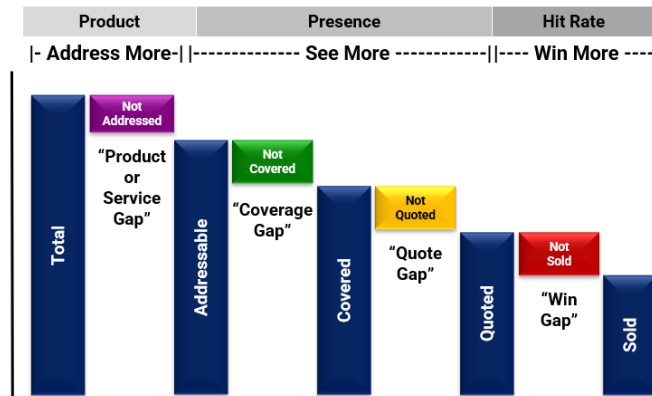 Product
Presence
Hit Rate
|- Address More-||------------- See More -----------||---- Win More ----
Not
Addressed
“Product
or
Service
Gap”
Not
Covered
“Coverage
Gap”
Not
Quoted
“Quote
Gap”
Not
Sold
“Win
Gap”
Total
Addressable
Covered
Quoted
Sold